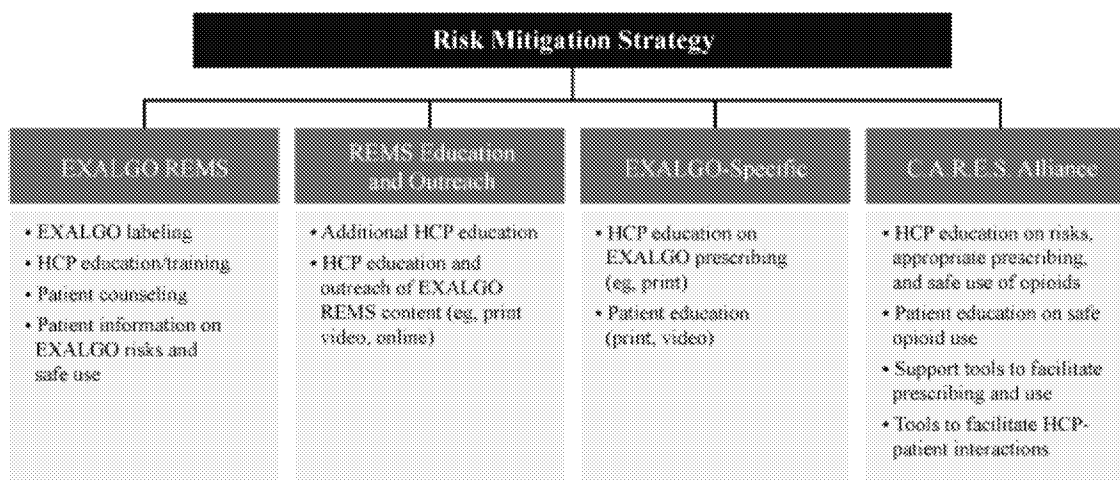 Risk Mitigation Strategy
EXALGO REMS
• EXALGO labeling
• HCP education/training
• Patient counseling
• Patient information on
EXALGO risks and
safe use
REMS Education
and Outreach
• Additional HCP education
• HCP education and
outreach of EXALGO
REMS content (eg, print
video, online)
EXALGO-Specific
• HCP education on
EXALGO prescribing
(eg, print)
• Patient education
(print, video)
C.A.R.E.S. Alliance
• HCP education on risks,
appropriate prescribing,
and safe use of opioids
• Patient education on safe
opioid use
• Support tools to facilitate
prescribing and use
• Tools to facilitate HCP-
patient interactions